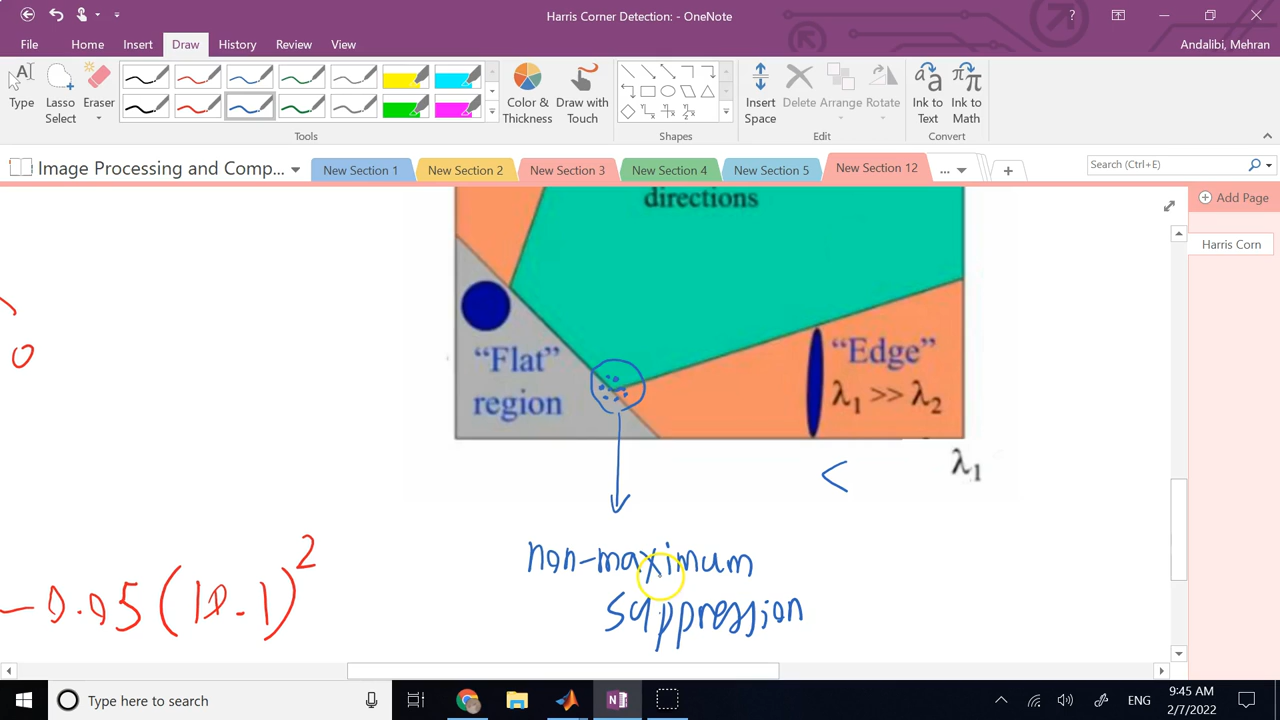 Harris Corner Detection: - OneNote
?
File Home Insert Draw History Review View
Andalibi, Mehran
Type
Lasso Select
Eraser
Color & Thickness
Draw with Touch
Insert Space
Delete Arrange Rotate
Ink to Text
Ink to Math
Tools Shapes Edit Convert
Image Processing and Comp...
New Section 1 New Section 2 New Section 3 New Section 4 New Section 5 New Section 12 ...
Search (Ctrl+E)
Add Page
Harris Corn
directions
"Flat"
region
"Edge"
λ1 >> λ2
λ1
<
0
non-maximum
suppression
2
Type here to search
ENG
9:45 AM
2/7/2022